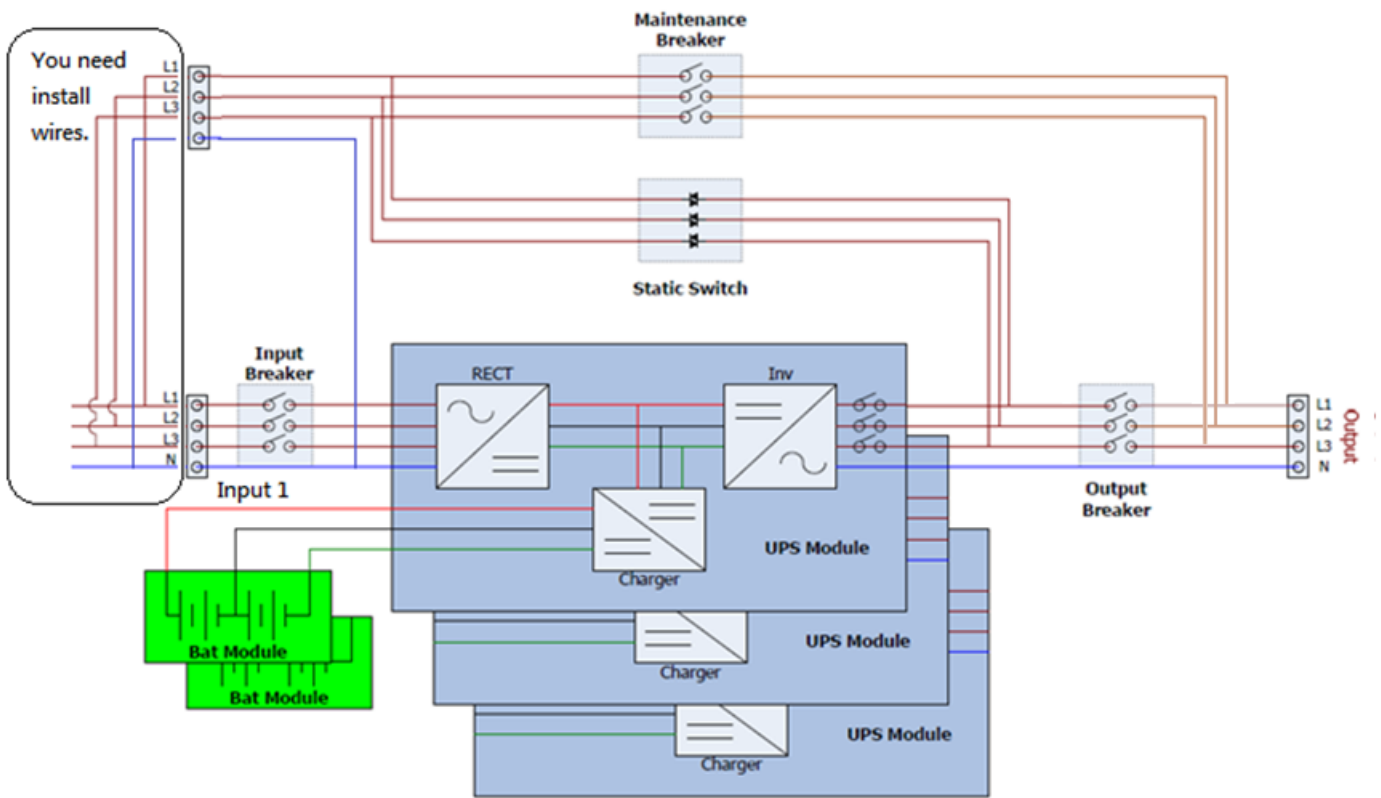 Maintenance
Breaker
You need
install
wires.
L1
L2
L3
Static Switch
Input
Breaker
RECT
Inv
L1
L2
L3
N
Input 1
L1
L2
L3
N
Output
Output
Breaker
UPS Module
Charger
Bat Module
UPS Module
Charger
Bat Module
UPS Module
Charger